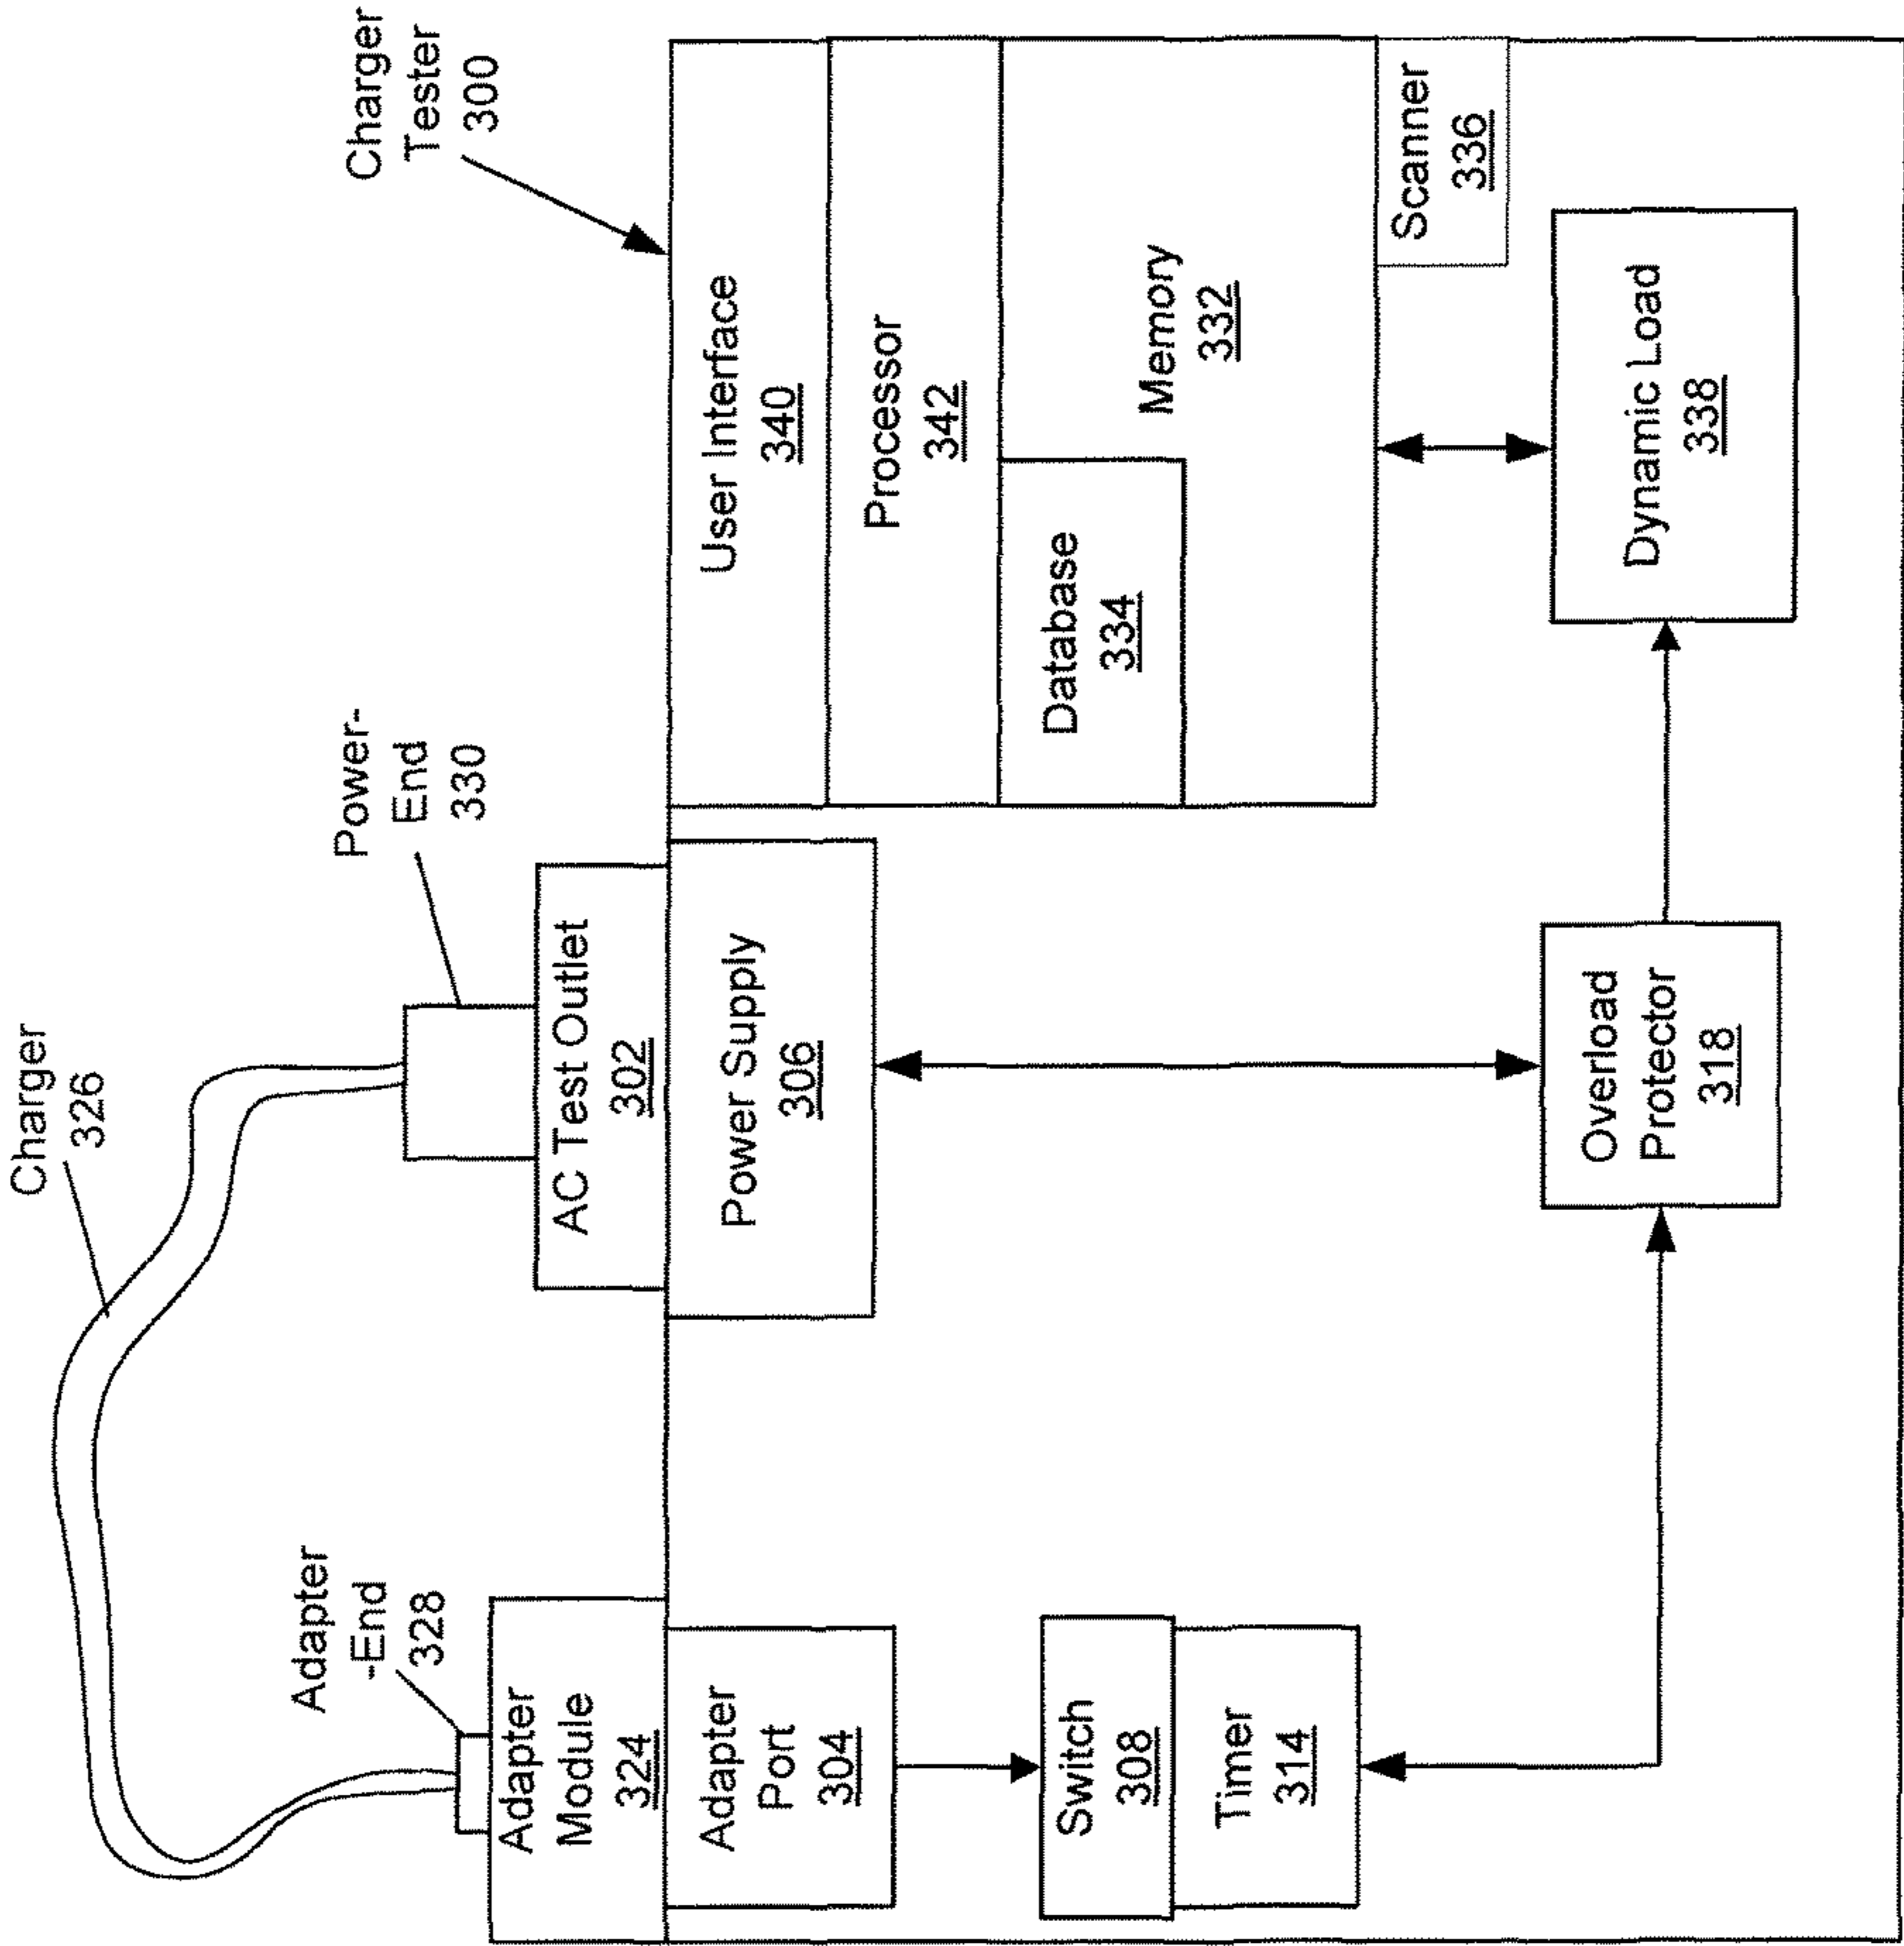 Charger
326
Power-
End
330
Charger
Tester
300
Adapter
-End
328
Adapter
Module
324
AC Test Outlet
302
Adapter
Port
304
Power Supply
306
User Interface
340
Processor
342
Database
334
Memory
332
Scanner
336
Switch
308
Timer
314
Overload
Protector
318
Dynamic Load
338